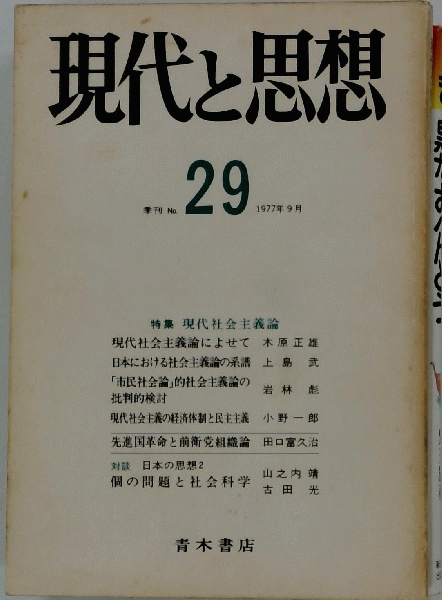 現代と思想
季刊 No. 29 1977年9月
特集 現代社会主義論
現代社会主義論によせて 木原正雄
日本における社会主義論の系譜 上島 武
「市民社会論」的社会主義論の
批判的検討 岩林 彪
現代社会主義の経済体制と民主主義 小野一郎
先進国革命と前衛党組織論 田口富久治
対談 日本の思想2
個の問題と社会科学 山之内 靖
古田 光
青木書店